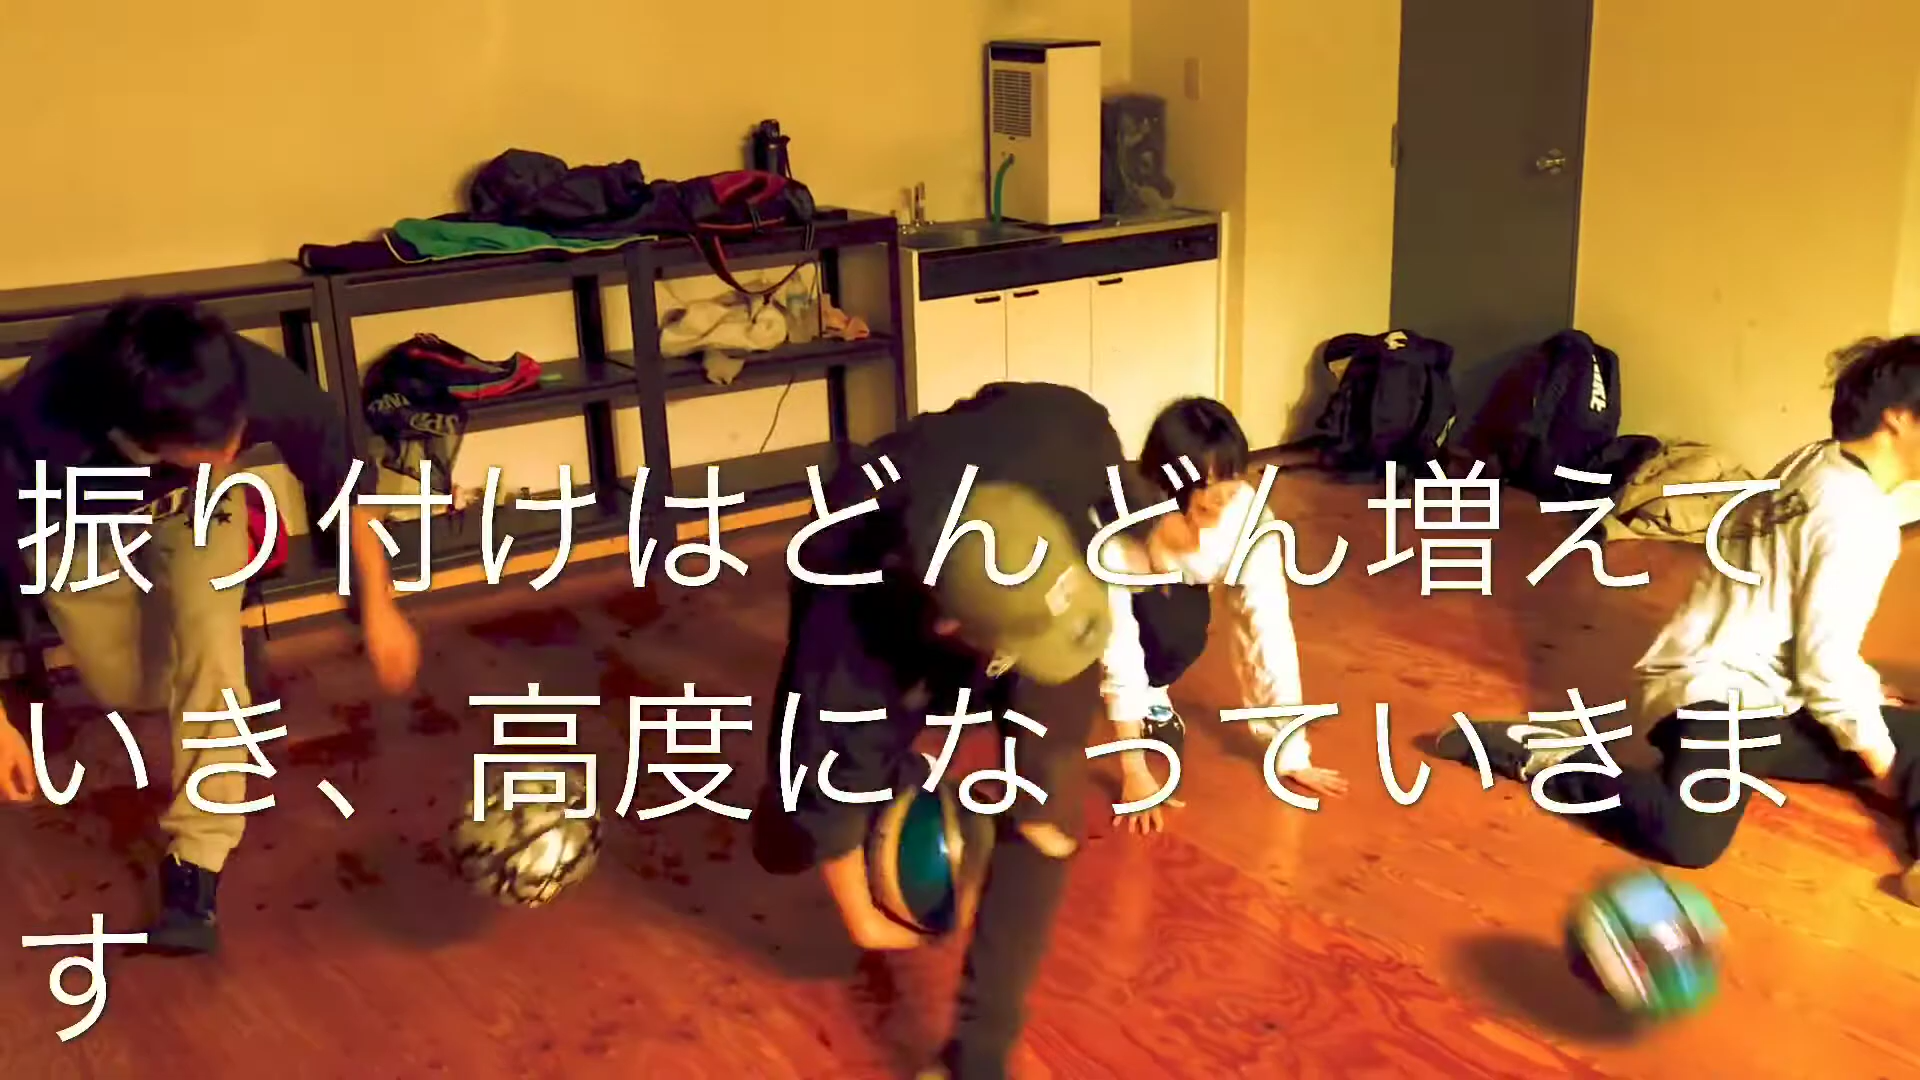 振り付けはどんどん増えて
いき、高度になっていきま
す